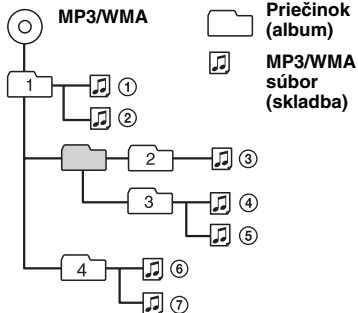 MP3/WMA
Priečinok
(album)
MP3/WMA
súbor
(skladba)
1
①
②
2
③
3
④
⑤
4
⑥
⑦